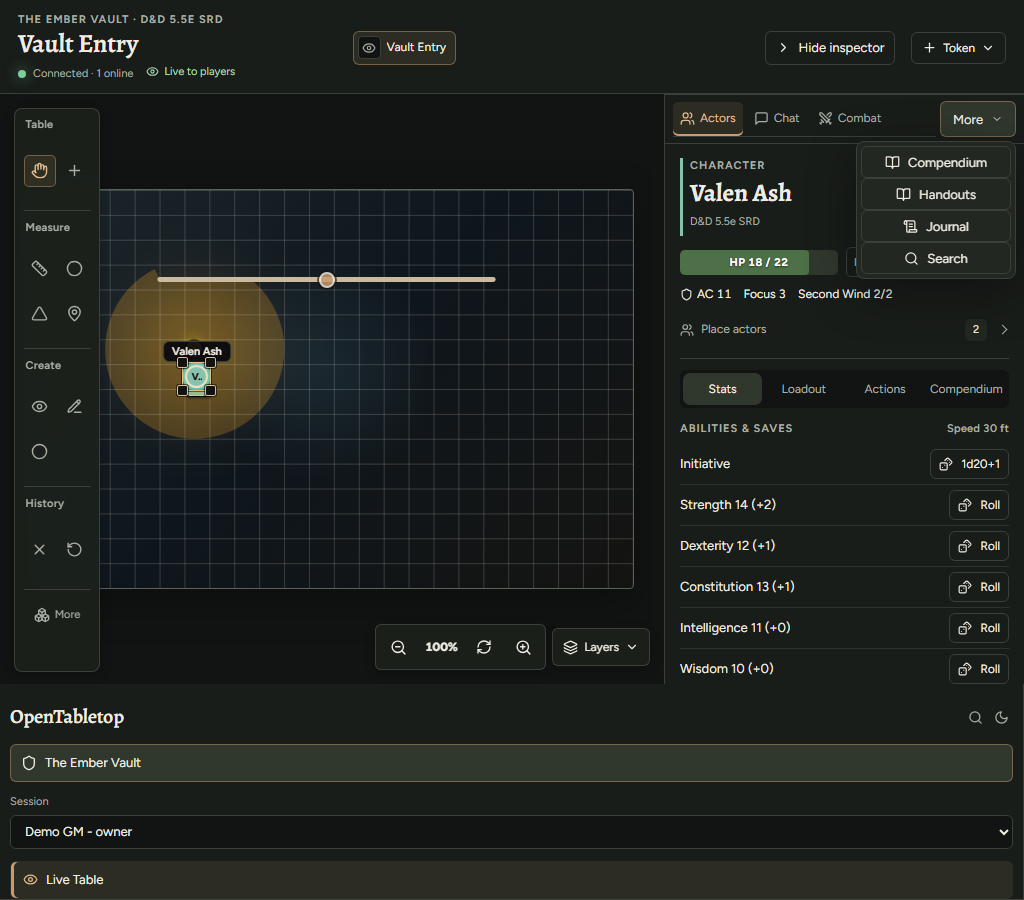 THE EMBER VAULT · D&D 5.5E SRD
Vault Entry
Connected · 1 online
Live to players
Vault Entry
Hide inspector
Token
Table
Measure
Create
History
More
Valen Ash
V..
100%
Layers
Actors
Chat
Combat
More
Compendium
Handouts
Journal
Search
CHARACTER
Valen Ash
D&D 5.5e SRD
HP 18 / 22
AC 11
Focus 3
Second Wind 2/2
Place actors
2
Stats
Loadout
Actions
Compendium
ABILITIES & SAVES
Speed 30 ft
Initiative
1d20+1
Strength 14 (+2)
Roll
Dexterity 12 (+1)
Roll
Constitution 13 (+1)
Roll
Intelligence 11 (+0)
Roll
Wisdom 10 (+0)
Roll
OpenTabletop
The Ember Vault
Session
Demo GM - owner
Live Table